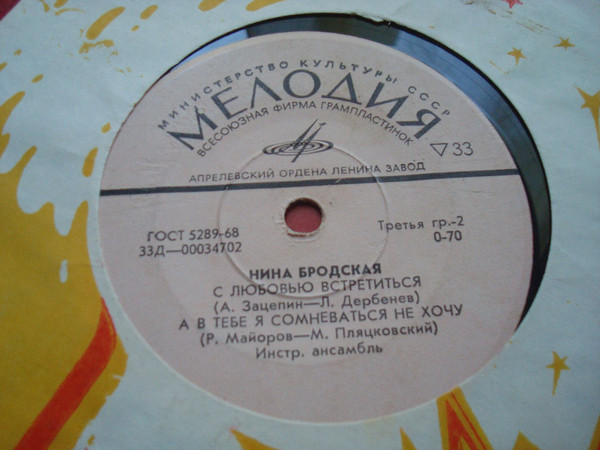 МИНИСТЕРСТВО КУЛЬТУРЫ СССР
МЕЛОДИЯ
ВСЕСОЮЗНАЯ ФИРМА ГРАМПЛАСТИНОК
▽33
АПРЕЛЕВСКИЙ ОРДЕНА ЛЕНИНА ЗАВОД
ГОСТ 5289-68
33Д—00034702
Третья гр.-2
0-70
НИНА БРОДСКАЯ
С ЛЮБОВЬЮ ВСТРЕТИТЬСЯ
(А. Зацепин—Л. Дербенев)
А В ТЕБЕ Я СОМНЕВАТЬСЯ НЕ ХОЧУ
(Р. Майоров—М. Пляцковский)
Инстр. ансамбль